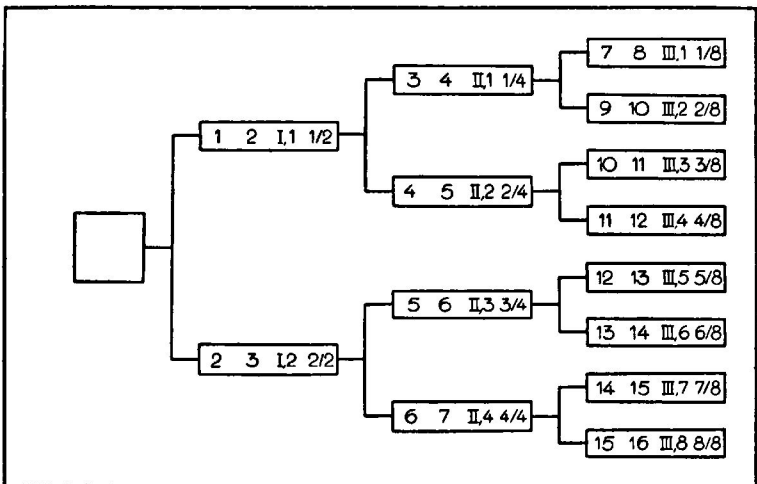 7 8 III,1 1/8
3 4 II,1 1/4
9 10 III,2 2/8
1 2 I,1 1/2
10 11 III,3 3/8
4 5 II,2 2/4
11 12 III,4 4/8
12 13 III,5 5/8
5 6 II,3 3/4
13 14 III,6 6/8
2 3 I,2 2/2
14 15 III,7 7/8
6 7 II,4 4/4
15 16 III,8 8/8